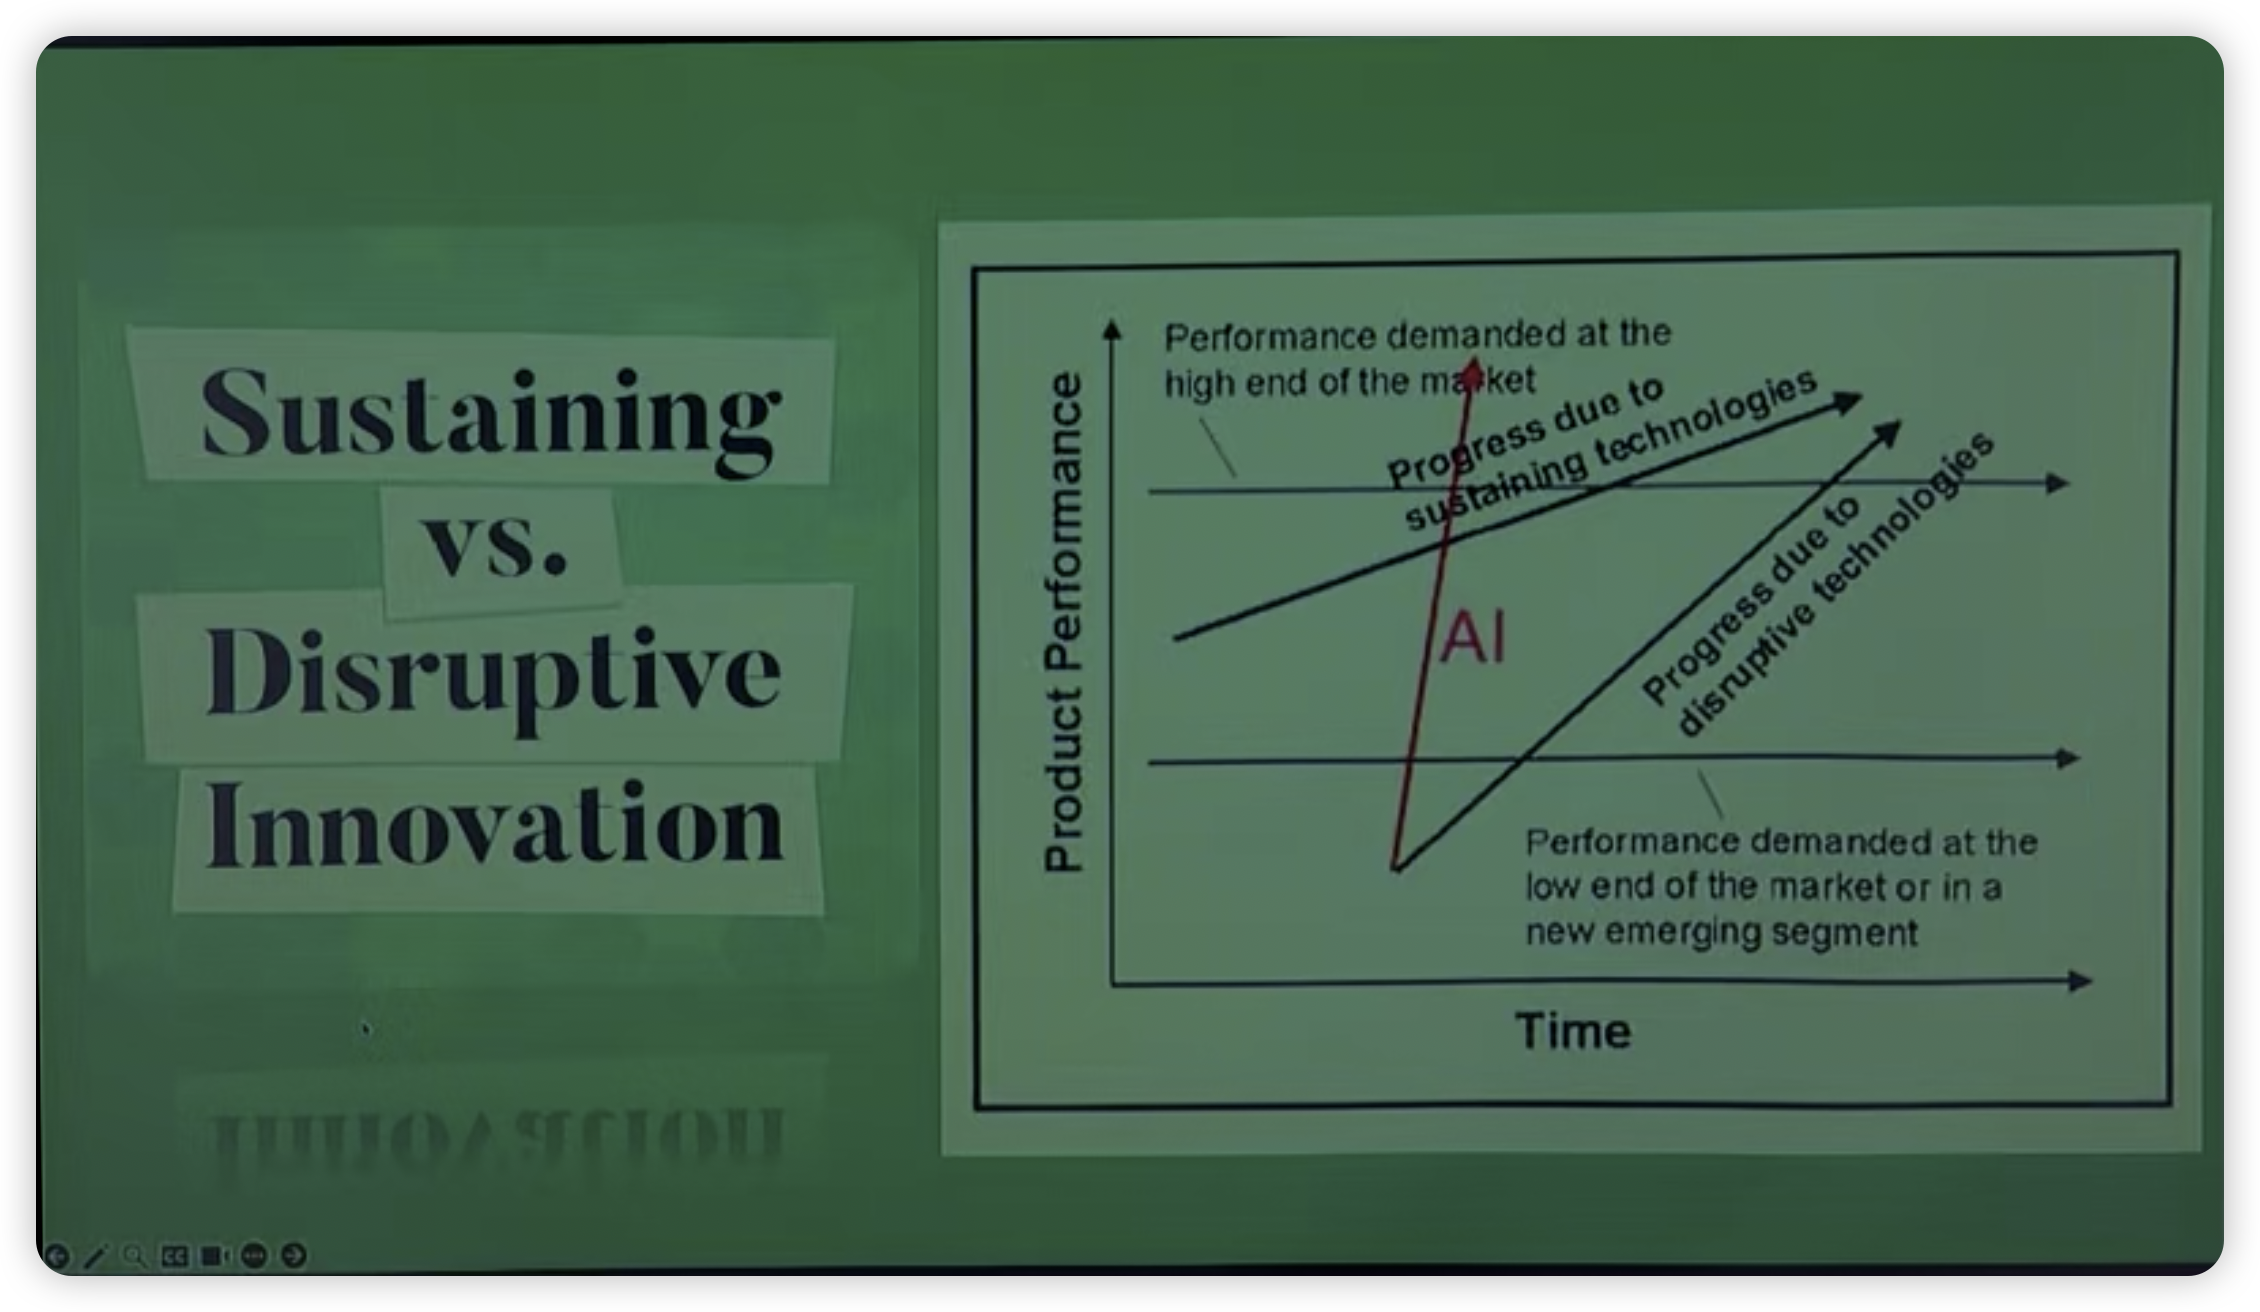 Sustaining
vs.
Disruptive
Innovation
Performance demanded at the
high end of the market
Progress due to
sustaining technologies
AI
Progress due to
disruptive technologies
Product Performance
Performance demanded at the
low end of the market or in a
new emerging segment
Time
Innovation
CC